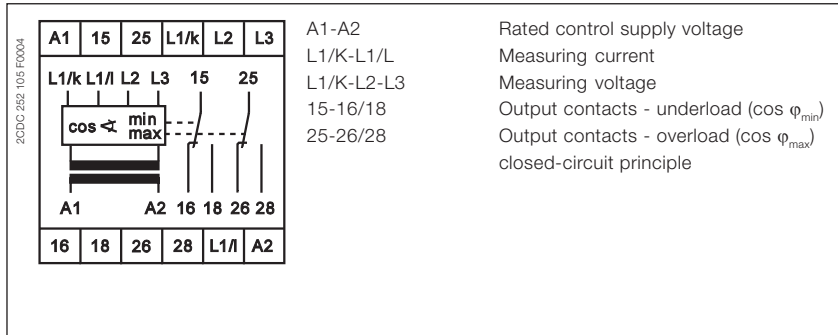 2CDC 252 105 F0004
A1 15 25 L1/k L2 L3
L1/k L1/l L2 L3 15 25
cos ∢ min
max
A1 A2 16 18 26 28
16 18 26 28 L1/l A2
A1-A2 Rated control supply voltage
L1/K-L1/L Measuring current
L1/K-L2-L3 Measuring voltage
15-16/18 Output contacts - underload (cos φmin)
25-26/28 Output contacts - overload (cos φmax)
closed-circuit principle